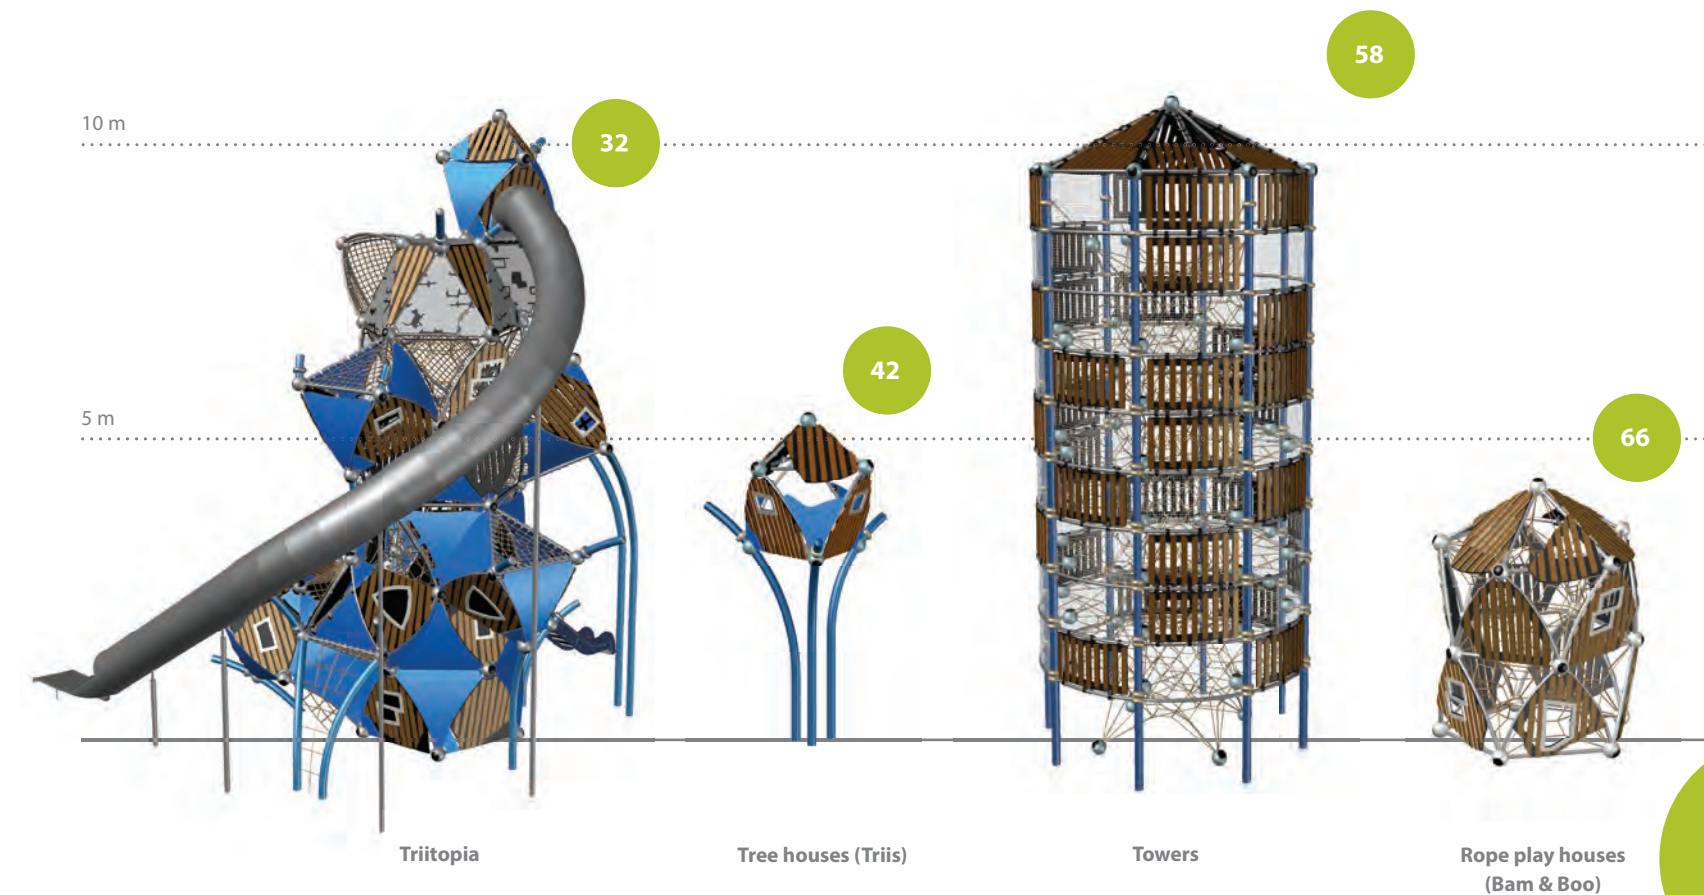 58
10 m
32
42
5 m
66
Triitopia
Tree houses (Triis)
Towers
Rope play houses
(Bam & Boo)